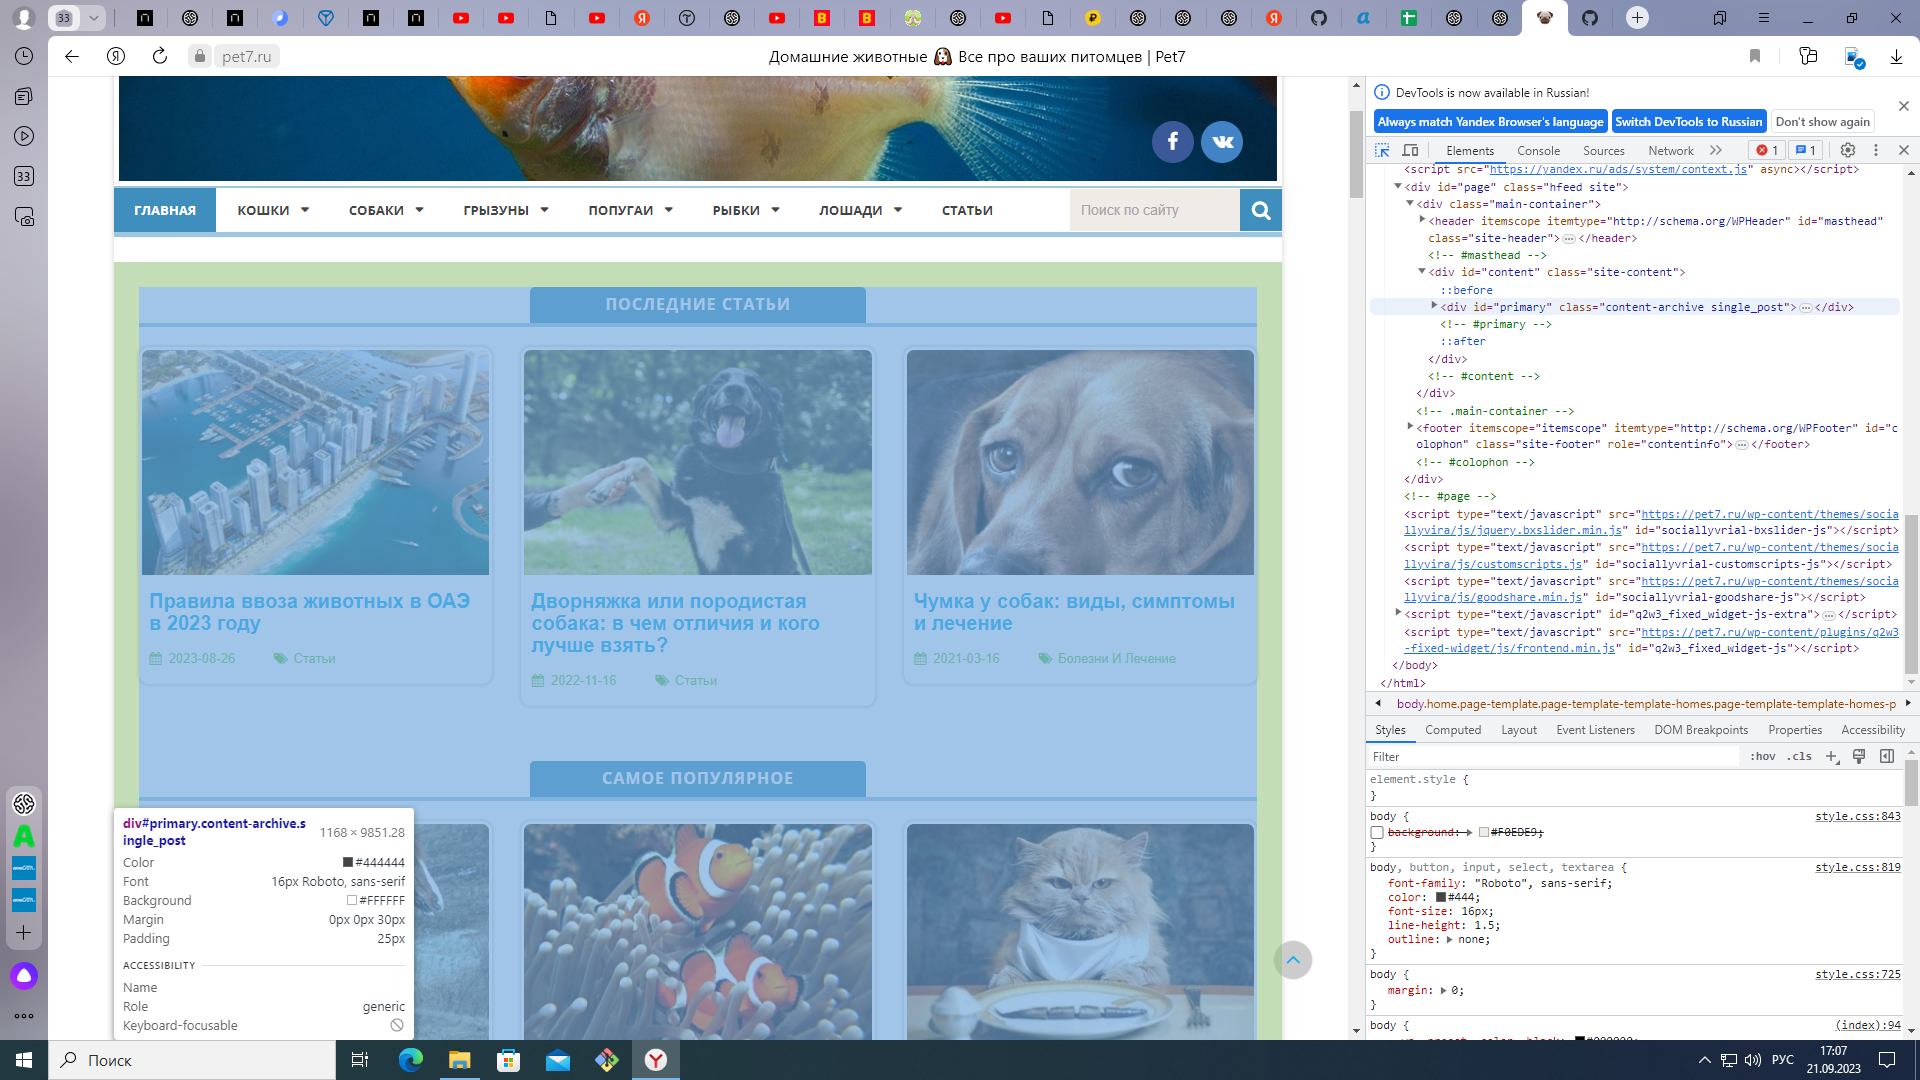 33
pet7.ru
Домашние животные Все про ваших питомцев | Pet7
33
ГЛАВНАЯ КОШКИ СОБАКИ ГРЫЗУНЫ ПОПУГАИ РЫБКИ ЛОШАДИ СТАТЬИ Поиск по сайту
ПОСЛЕДНИЕ СТАТЬИ
Правила ввоза животных в ОАЭ
в 2023 году
2023-08-26 Статьи
Дворняжка или породистая
собака: в чем отличия и кого
лучше взять?
2022-11-16 Статьи
Чумка у собак: виды, симптомы
и лечение
2021-03-16 Болезни И Лечение
САМОЕ ПОПУЛЯРНОЕ
div#primary.content-archive.s
ingle_post 1168 × 9851.28
Color #444444
Font 16px Roboto, sans-serif
Background #FFFFFF
Margin 0px 0px 30px
Padding 25px
ACCESSIBILITY
Name
Role generic
Keyboard-focusable
DevTools is now available in Russian!
Always match Yandex Browser's language Switch DevTools to Russian Don't show again
Elements Console Sources Network 1 1
<script src="https://yandex.ru/ads/system/context.js" async></script>
<div id="page" class="hfeed site">
<div class="main-container">
<header itemscope itemtype="http://schema.org/WPHeader" id="masthead"
class="site-header"> </header>
<!-- #masthead -->
<div id="content" class="site-content">
::before
<div id="primary" class="content-archive single_post"> </div>
<!-- #primary -->
::after
</div>
<!-- #content -->
</div>
<!-- .main-container -->
<footer itemscope="itemscope" itemtype="http://schema.org/WPFooter" id="c
olophon" class="site-footer" role="contentinfo"> </footer>
<!-- #colophon -->
</div>
<!-- #page -->
<script type="text/javascript" src="https://pet7.ru/wp-content/themes/socia
llyvira/js/jquery.bxslider.min.js" id="sociallyvrial-bxslider-js"></script>
<script type="text/javascript" src="https://pet7.ru/wp-content/themes/socia
llyvira/js/customscripts.js" id="sociallyvrial-customscripts-js"></script>
<script type="text/javascript" src="https://pet7.ru/wp-content/themes/socia
llyvira/js/goodshare.min.js" id="sociallyvrial-goodshare-js"></script>
<script type="text/javascript" id="q2w3_fixed_widget-js-extra"> </script>
<script type="text/javascript" src="https://pet7.ru/wp-content/plugins/q2w3
-fixed-widget/js/frontend.min.js" id="q2w3_fixed_widget-js"></script>
</body>
</html>
body.home.page-template.page-template-template-homes.page-template-template-homes-p
Styles Computed Layout Event Listeners DOM Breakpoints Properties Accessibility
Filter :hov .cls
element.style {
}
body { style.css:843
background: #F0EDE9;
}
body, button, input, select, textarea { style.css:819
font-family: "Roboto", sans-serif;
color: #444;
font-size: 16px;
line-height: 1.5;
outline: none;
}
body { style.css:725
margin: 0;
}
body { (index):94
Поиск
РУС
17:07
21.09.2023